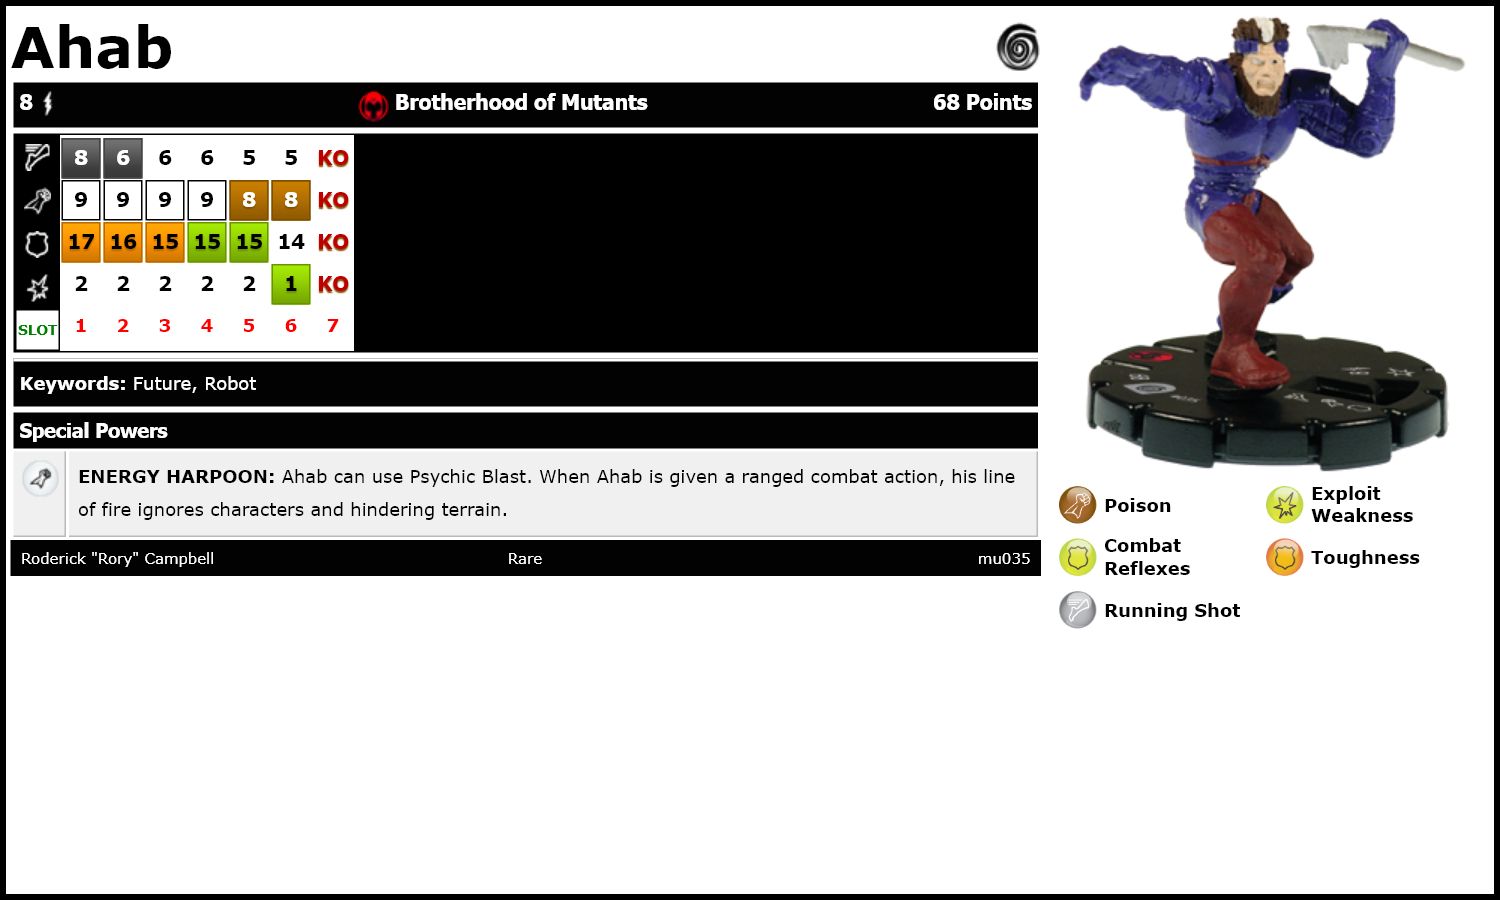 Ahab
8 Brotherhood of Mutants 68 Points
8 6 6 6 5 5 KO
9 9 9 9 8 8 KO
17 16 15 15 15 14 KO
2 2 2 2 2 1 KO
SLOT 1 2 3 4 5 6 7
Keywords: Future, Robot
Special Powers
ENERGY HARPOON: Ahab can use Psychic Blast. When Ahab is given a ranged combat action, his line
of fire ignores characters and hindering terrain.
Roderick "Rory" Campbell Rare mu035
#035
Poison
Exploit
Weakness
Combat
Reflexes
Toughness
Running Shot